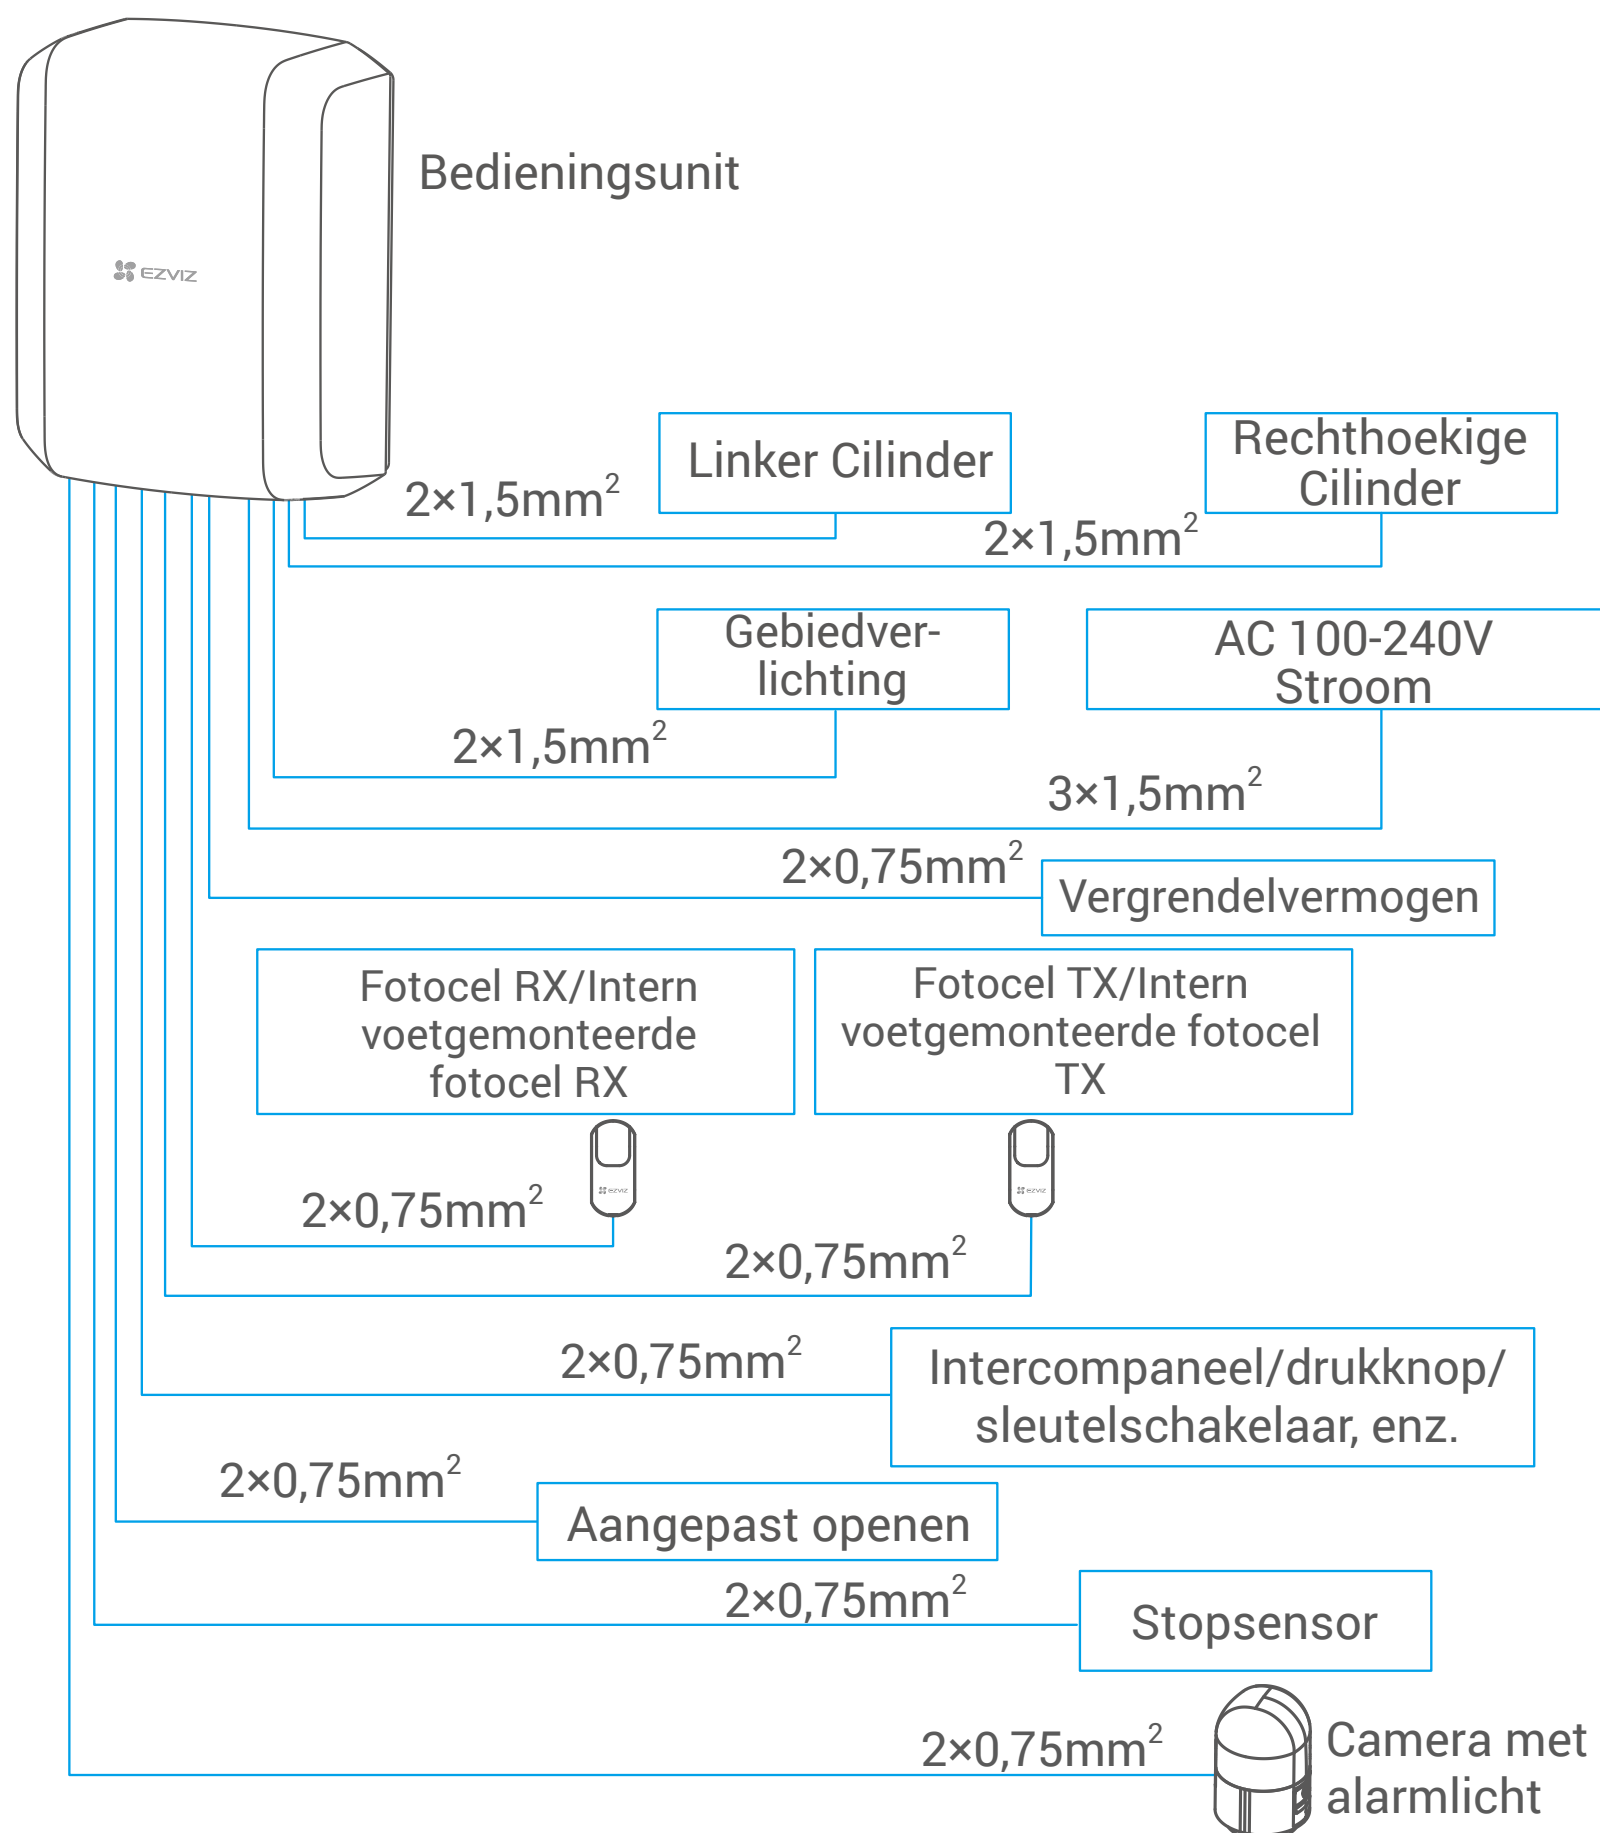 Bedieningsunit
EZVIZ
Linker Cilinder
Rechthoekige
Cilinder
2×1,5mm²
2×1,5mm²
Gebiedver-
lichting
AC 100-240V
Stroom
2×1,5mm²
3×1,5mm²
2×0,75mm²
Vergrendelvermogen
Fotocel RX/Intern
voetgemonteerde
fotocel RX
Fotocel TX/Intern
voetgemonteerde fotocel
TX
EZVIZ
EZVIZ
2×0,75mm²
2×0,75mm²
2×0,75mm²
Intercompaneel/drukknop/
sleutelschakelaar, enz.
2×0,75mm²
Aangepast openen
2×0,75mm²
Stopsensor
2×0,75mm²
Camera met
alarmlicht